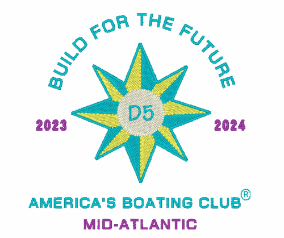 BUILD FOR THE FUTURE
D5
2023 2024
AMERICA'S BOATING CLUB®
MID-ATLANTIC